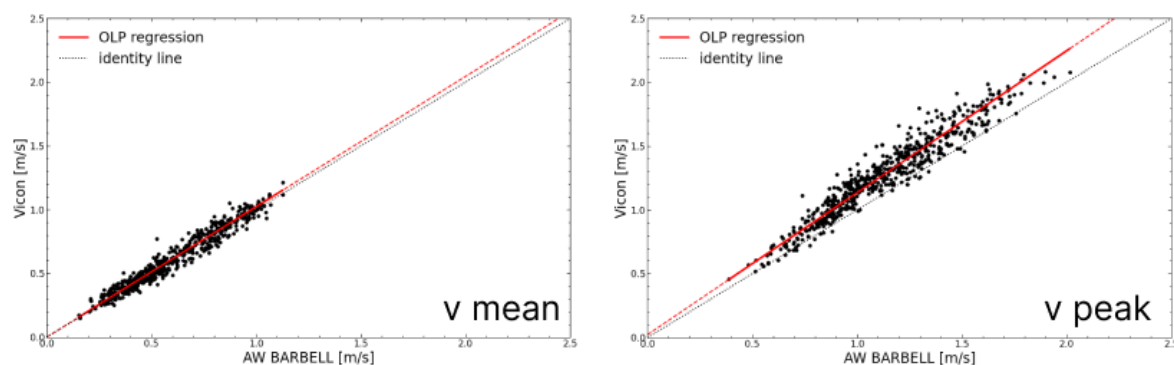 2.5
2.0
1.5
1.0
0.5
0.0
Vicon [m/s]
OLP regression
identity line
v mean
0.0 0.5 1.0 1.5 2.0 2.5
AW BARBELL [m/s]
2.5
2.0
1.5
1.0
0.5
0.0
Vicon [m/s]
OLP regression
identity line
v peak
0.0 0.5 1.0 1.5 2.0 2.5
AW BARBELL [m/s]